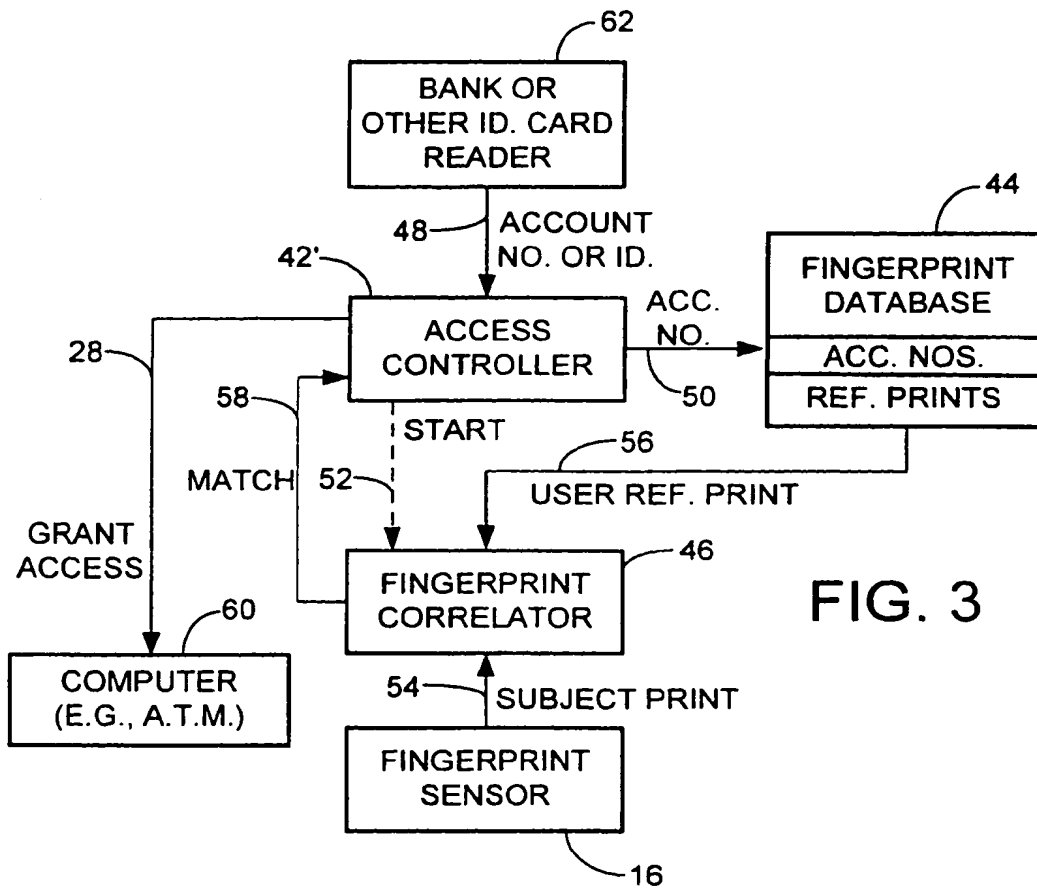 62
BANK OR
OTHER ID. CARD
READER
48
ACCOUNT
NO. OR ID.
42'
44
FINGERPRINT
DATABASE
ACC. NOS.
REF. PRINTS
ACCESS
CONTROLLER
ACC.
NO.
50
28
58
START
52
MATCH
56
USER REF. PRINT
GRANT
ACCESS
46
FINGERPRINT
CORRELATOR
FIG. 3
60
COMPUTER
(E.G., A.T.M.)
54
SUBJECT PRINT
FINGERPRINT
SENSOR
16